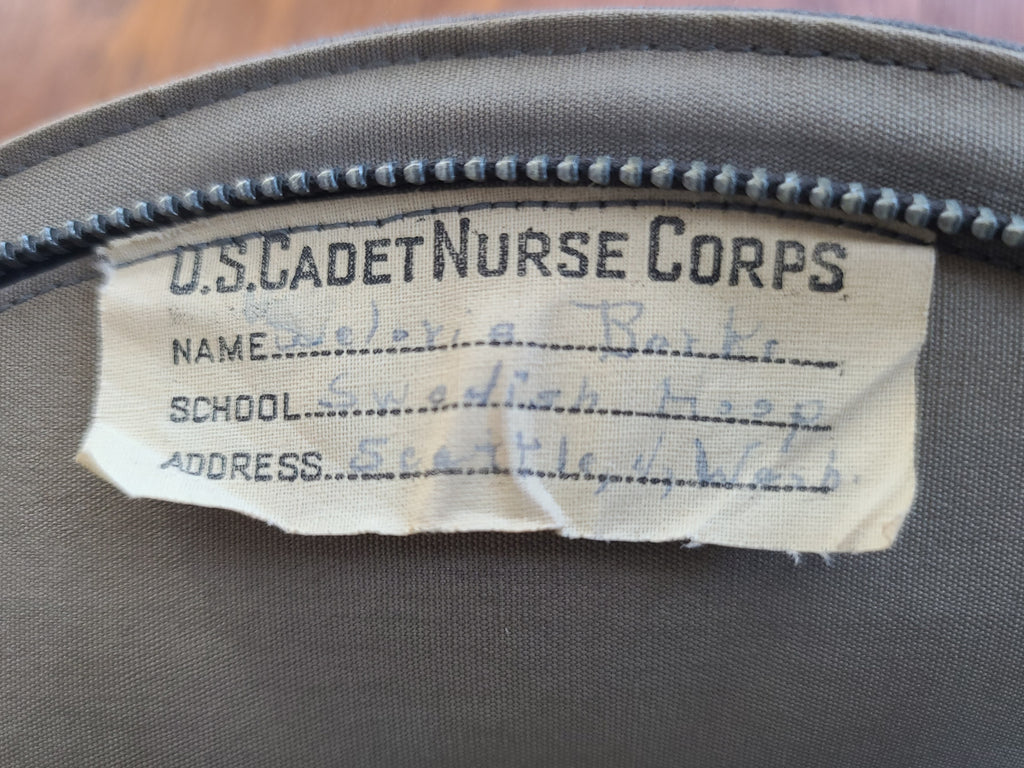 U.S. CADET NURSE CORPS
NAME
SCHOOL Swedish Hosp
ADDRESS Seattle, 4, Wash.